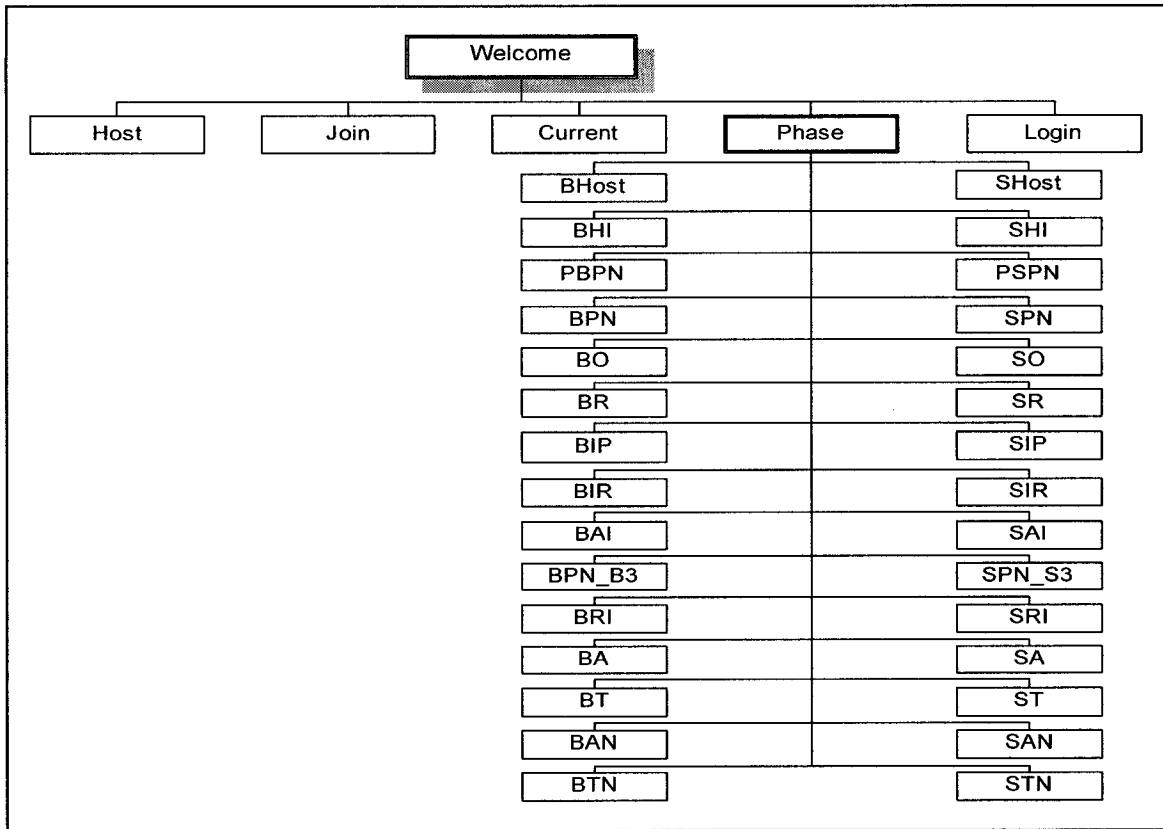 Welcome
Host Join Current Phase Login
BHost SHost
BHI SHI
PBPN PSPN
BPN SPN
BO SO
BR SR
BIP SIP
BIR SIR
BAI SAI
BPN_B3 SPN_S3
BRI SRI
BA SA
BT ST
BAN SAN
BTN STN